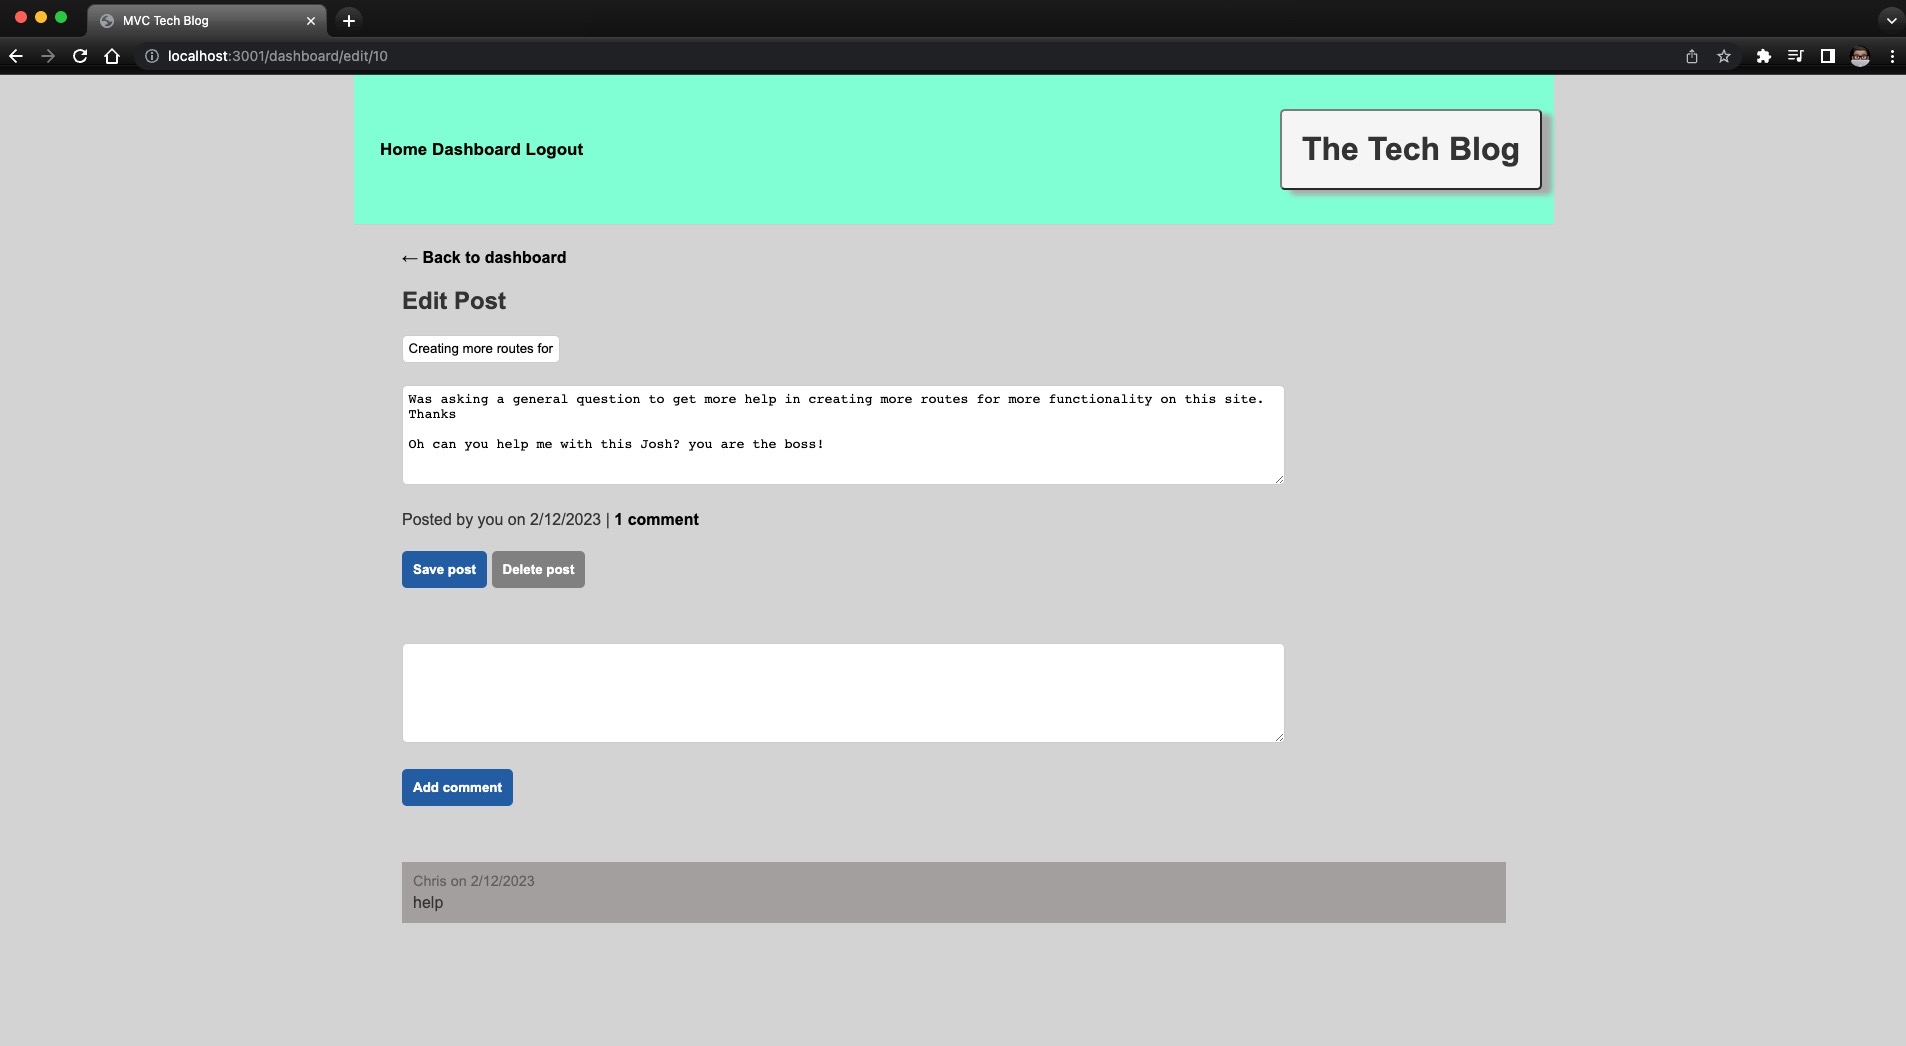 MVC Tech Blog
localhost:3001/dashboard/edit/10
Home Dashboard Logout
The Tech Blog
← Back to dashboard
Edit Post
Creating more routes for
Was asking a general question to get more help in creating more routes for more functionality on this site.
Thanks
Oh can you help me with this Josh? you are the boss!
Posted by you on 2/12/2023 | 1 comment
Save post Delete post
Add comment
Chris on 2/12/2023
help